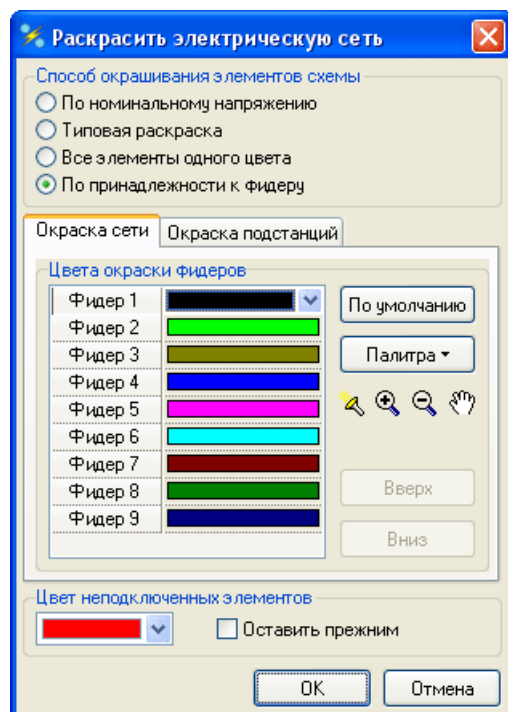 Раскрасить электрическую сеть
Способ окрашивания элементов схемы
По номинальному напряжению
Типовая раскраска
Все элементы одного цвета
По принадлежности к фидеру
Окраска сети Окраска подстанций
Цвета окраски фидеров
Фидер 1 По умолчанию
Фидер 2
Фидер 3 Палитра
Фидер 4
Фидер 5
Фидер 6
Фидер 7
Фидер 8 Вверх
Фидер 9
Вниз
Цвет неподключенных элементов
Оставить прежним
OK Отмена